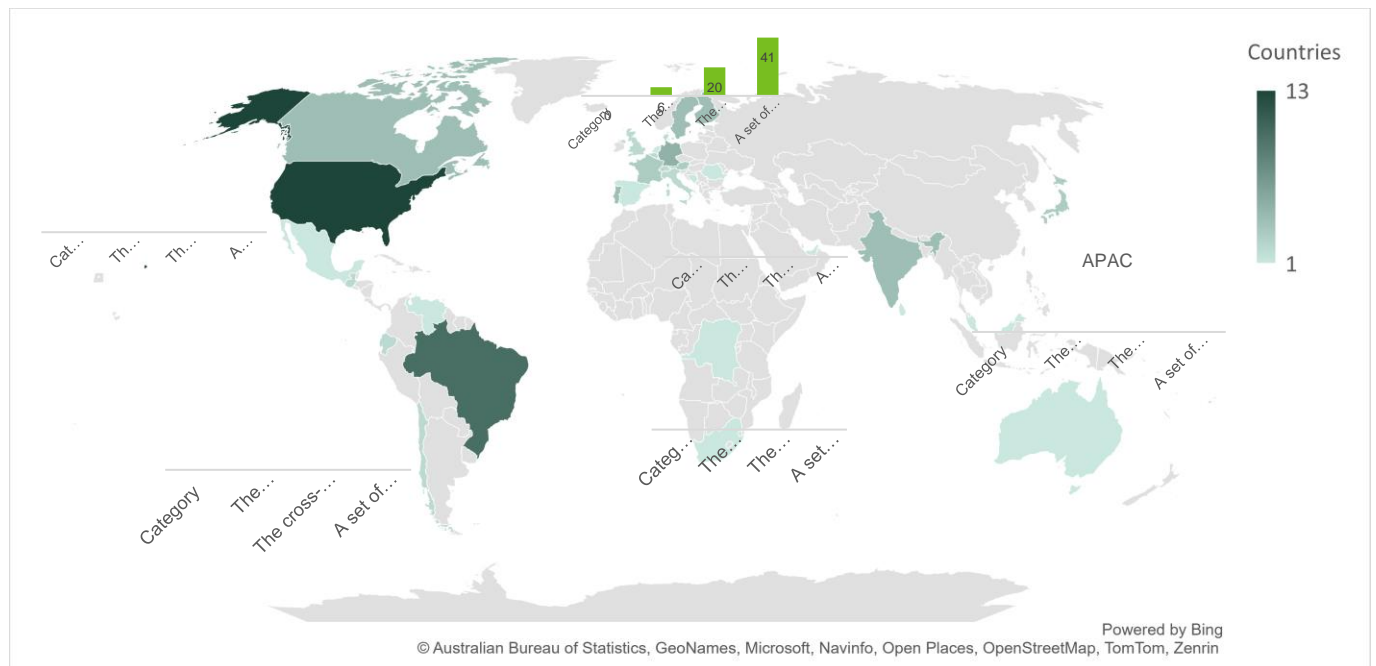 Countries
13
1
41
20
6
0
Category
The…
The…
A set of…
Cat…
Th…
Th…
A…
Ca…
Th…
Th…
A…
APAC
Category
The…
The…
A set of…
Categ…
The…
The…
A set…
Category
The…
The cross-…
A set of…
Powered by Bing
© Australian Bureau of Statistics, GeoNames, Microsoft, Navinfo, Open Places, OpenStreetMap, TomTom, Zenrin